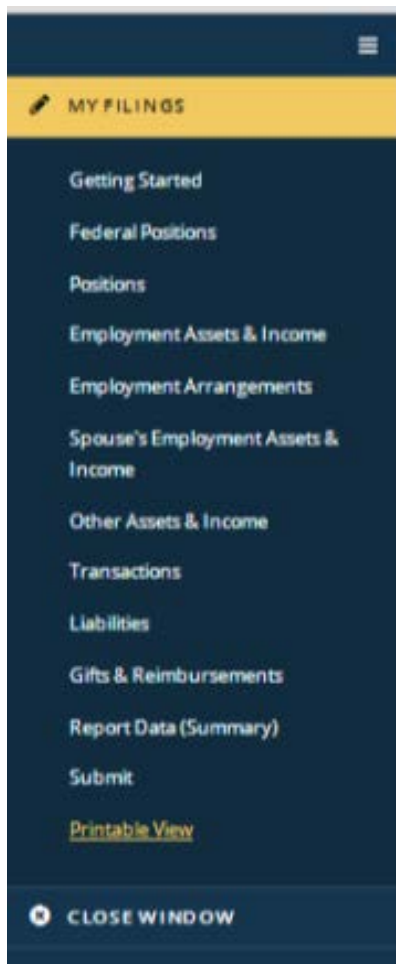 MY FILINGS
Getting Started
Federal Positions
Positions
Employment Assets & Income
Employment Arrangements
Spouse's Employment Assets &
Income
Other Assets & Income
Transactions
Liabilities
Gifts & Reimbursements
Report Data (Summary)
Submit
Printable View
CLOSE WINDOW